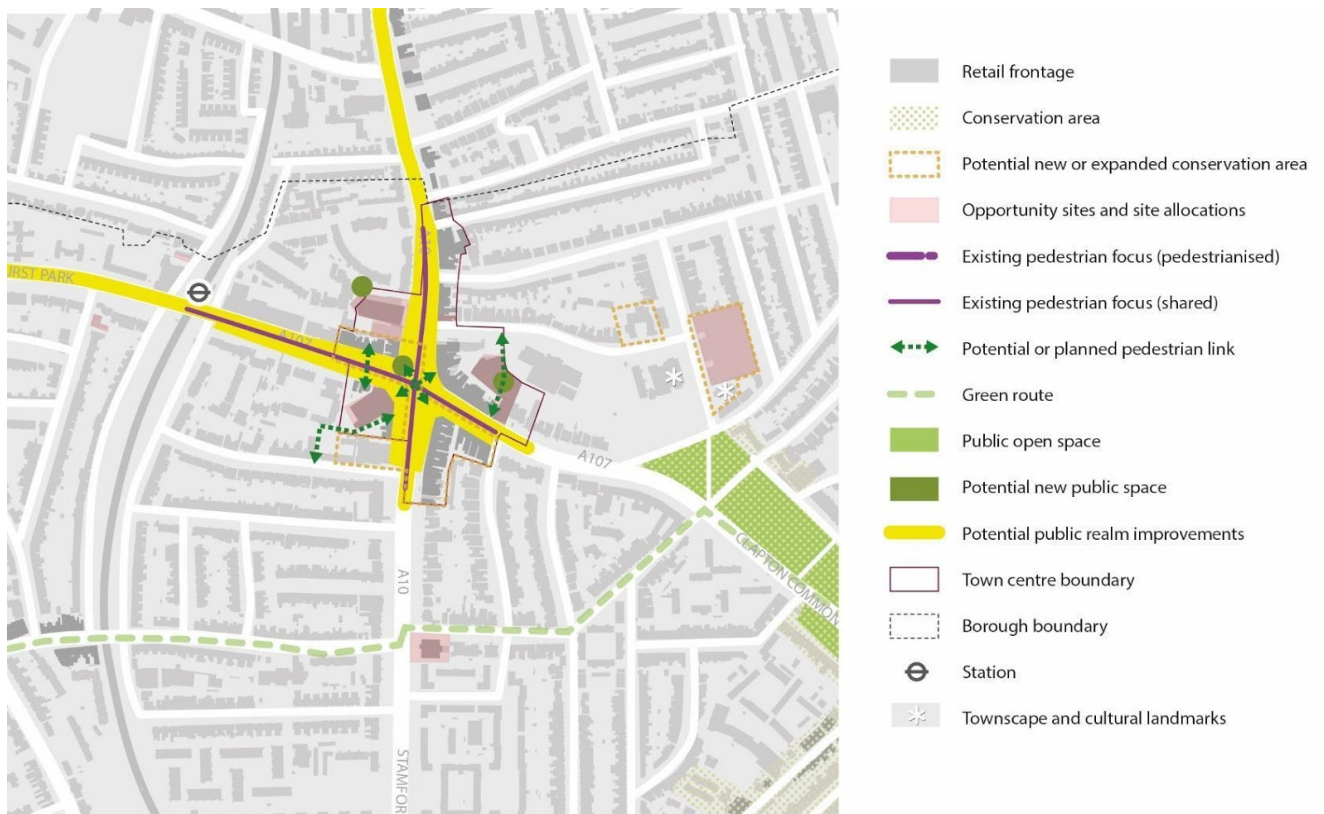 Retail frontage
Conservation area
Potential new or expanded conservation area
Opportunity sites and site allocations
Existing pedestrian focus (pedestrianised)
Existing pedestrian focus (shared)
Potential or planned pedestrian link
Green route
Public open space
Potential new public space
Potential public realm improvements
Town centre boundary
Borough boundary
Station
Townscape and cultural landmarks
A10
URST PARK
A107
A107
CLAPTON COMMON
A10
STAMFOR